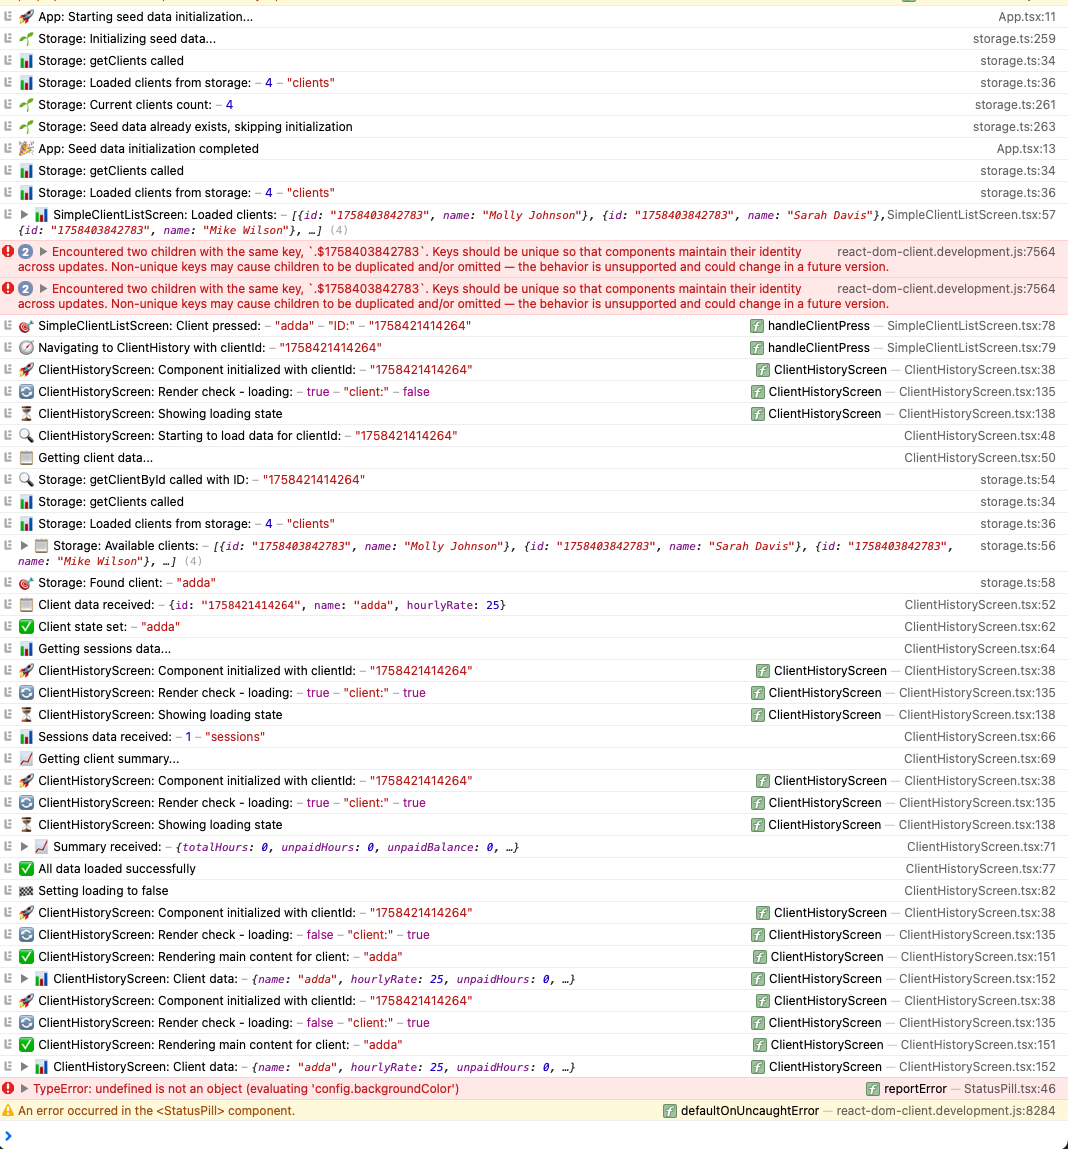 App: Starting seed data initialization... App.tsx:11
Storage: Initializing seed data... storage.ts:259
Storage: getClients called storage.ts:34
Storage: Loaded clients from storage: – 4 – "clients" storage.ts:36
Storage: Current clients count: – 4 storage.ts:261
Storage: Seed data already exists, skipping initialization storage.ts:263
App: Seed data initialization completed App.tsx:13
Storage: getClients called storage.ts:34
Storage: Loaded clients from storage: – 4 – "clients" storage.ts:36
SimpleClientListScreen: Loaded clients: – [{id: "1758403842783", name: "Molly Johnson"}, {id: "1758403842783", name: "Sarah Davis"}, SimpleClientListScreen.tsx:57
{id: "1758403842783", name: "Mike Wilson"}, …] (4)
2 Encountered two children with the same key, `.$1758403842783`. Keys should be unique so that components maintain their identity react-dom-client.development.js:7564
across updates. Non-unique keys may cause children to be duplicated and/or omitted — the behavior is unsupported and could change in a future version.
2 Encountered two children with the same key, `.$1758403842783`. Keys should be unique so that components maintain their identity react-dom-client.development.js:7564
across updates. Non-unique keys may cause children to be duplicated and/or omitted — the behavior is unsupported and could change in a future version.
SimpleClientListScreen: Client pressed: – "adda" – "ID:" – "1758421414264" f handleClientPress — SimpleClientListScreen.tsx:78
Navigating to ClientHistory with clientId: – "1758421414264" f handleClientPress — SimpleClientListScreen.tsx:79
ClientHistoryScreen: Component initialized with clientId: – "1758421414264" f ClientHistoryScreen — ClientHistoryScreen.tsx:38
ClientHistoryScreen: Render check - loading: – true – "client:" – false f ClientHistoryScreen — ClientHistoryScreen.tsx:135
ClientHistoryScreen: Showing loading state f ClientHistoryScreen — ClientHistoryScreen.tsx:138
ClientHistoryScreen: Starting to load data for clientId: – "1758421414264" ClientHistoryScreen.tsx:48
Getting client data... ClientHistoryScreen.tsx:50
Storage: getClientById called with ID: – "1758421414264" storage.ts:54
Storage: getClients called storage.ts:34
Storage: Loaded clients from storage: – 4 – "clients" storage.ts:36
Storage: Available clients: – [{id: "1758403842783", name: "Molly Johnson"}, {id: "1758403842783", name: "Sarah Davis"}, {id: "1758403842783", storage.ts:56
name: "Mike Wilson"}, …] (4)
Storage: Found client: – "adda" storage.ts:58
Client data received: – {id: "1758421414264", name: "adda", hourlyRate: 25} ClientHistoryScreen.tsx:52
Client state set: – "adda" ClientHistoryScreen.tsx:62
Getting sessions data... ClientHistoryScreen.tsx:64
ClientHistoryScreen: Component initialized with clientId: – "1758421414264" f ClientHistoryScreen — ClientHistoryScreen.tsx:38
ClientHistoryScreen: Render check - loading: – true – "client:" – true f ClientHistoryScreen — ClientHistoryScreen.tsx:135
ClientHistoryScreen: Showing loading state f ClientHistoryScreen — ClientHistoryScreen.tsx:138
Sessions data received: – 1 – "sessions" ClientHistoryScreen.tsx:66
Getting client summary... ClientHistoryScreen.tsx:69
ClientHistoryScreen: Component initialized with clientId: – "1758421414264" f ClientHistoryScreen — ClientHistoryScreen.tsx:38
ClientHistoryScreen: Render check - loading: – true – "client:" – true f ClientHistoryScreen — ClientHistoryScreen.tsx:135
ClientHistoryScreen: Showing loading state f ClientHistoryScreen — ClientHistoryScreen.tsx:138
Summary received: – {totalHours: 0, unpaidHours: 0, unpaidBalance: 0, …} ClientHistoryScreen.tsx:71
All data loaded successfully ClientHistoryScreen.tsx:77
Setting loading to false ClientHistoryScreen.tsx:82
ClientHistoryScreen: Component initialized with clientId: – "1758421414264" f ClientHistoryScreen — ClientHistoryScreen.tsx:38
ClientHistoryScreen: Render check - loading: – false – "client:" – true f ClientHistoryScreen — ClientHistoryScreen.tsx:135
ClientHistoryScreen: Rendering main content for client: – "adda" f ClientHistoryScreen — ClientHistoryScreen.tsx:151
ClientHistoryScreen: Client data: – {name: "adda", hourlyRate: 25, unpaidHours: 0, …} f ClientHistoryScreen — ClientHistoryScreen.tsx:152
ClientHistoryScreen: Component initialized with clientId: – "1758421414264" f ClientHistoryScreen — ClientHistoryScreen.tsx:38
ClientHistoryScreen: Render check - loading: – false – "client:" – true f ClientHistoryScreen — ClientHistoryScreen.tsx:135
ClientHistoryScreen: Rendering main content for client: – "adda" f ClientHistoryScreen — ClientHistoryScreen.tsx:151
ClientHistoryScreen: Client data: – {name: "adda", hourlyRate: 25, unpaidHours: 0, …} f ClientHistoryScreen — ClientHistoryScreen.tsx:152
TypeError: undefined is not an object (evaluating 'config.backgroundColor') f reportError — StatusPill.tsx:46
An error occurred in the <StatusPill> component. f defaultOnUncaughtError — react-dom-client.development.js:8284